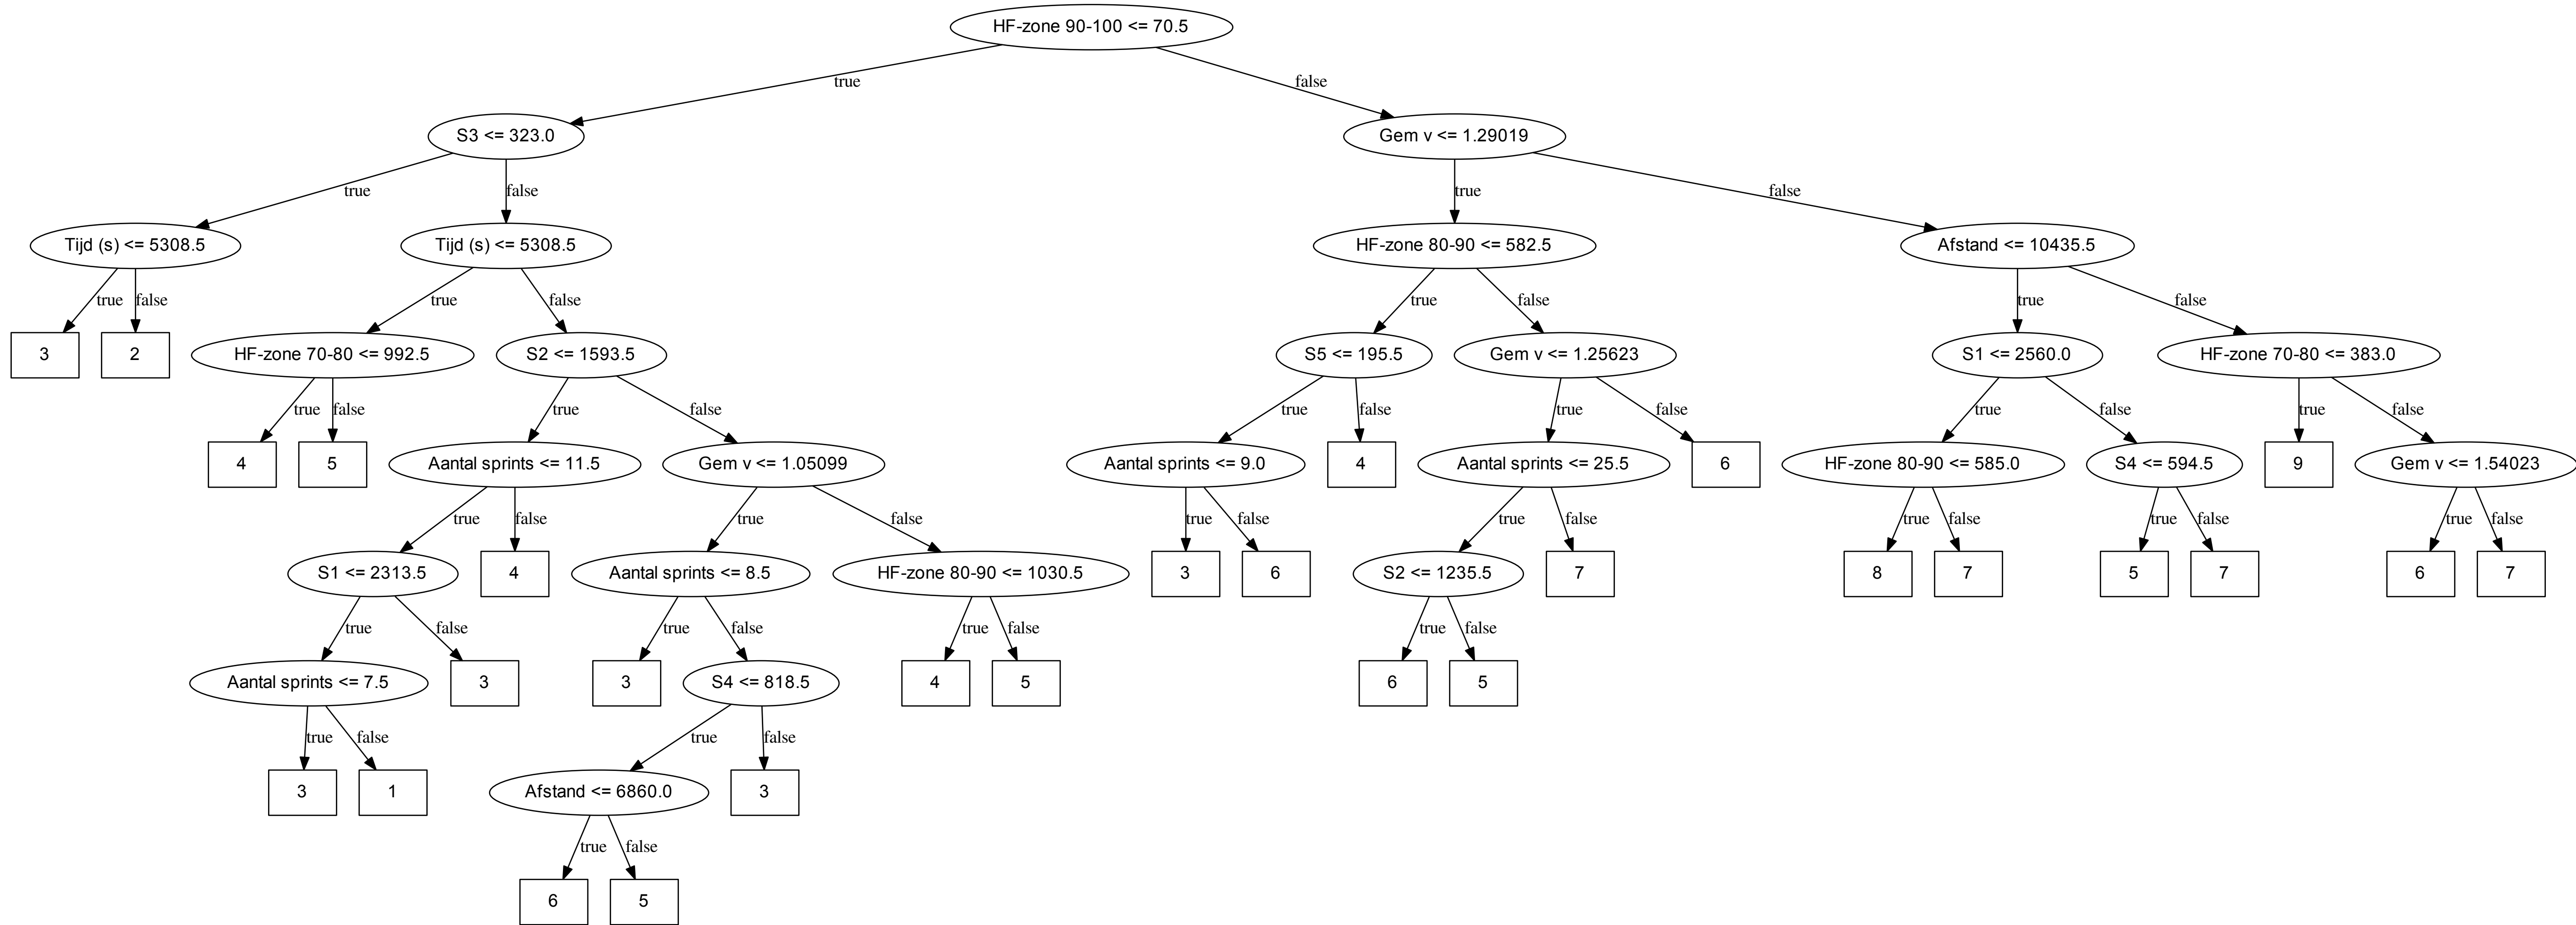 HF-zone 90-100 <= 70.5
true
false
S3 <= 323.0
Gem v <= 1.29019
true
false
true
false
Tijd (s) <= 5308.5
Tijd (s) <= 5308.5
HF-zone 80-90 <= 582.5
Afstand <= 10435.5
true
false
true
false
true
false
true
false
3
2
HF-zone 70-80 <= 992.5
S2 <= 1593.5
S5 <= 195.5
Gem v <= 1.25623
S1 <= 2560.0
HF-zone 70-80 <= 383.0
true
false
true
false
true
false
true
false
true
false
true
false
4
5
Aantal sprints <= 11.5
Gem v <= 1.05099
Aantal sprints <= 9.0
4
Aantal sprints <= 25.5
6
HF-zone 80-90 <= 585.0
S4 <= 594.5
9
Gem v <= 1.54023
true
false
true
false
true
false
true
false
true
false
true
false
true
false
S1 <= 2313.5
4
Aantal sprints <= 8.5
HF-zone 80-90 <= 1030.5
3
6
S2 <= 1235.5
7
8
7
5
7
6
7
true
false
true
false
true
false
true
false
Aantal sprints <= 7.5
3
3
S4 <= 818.5
4
5
6
5
true
false
true
false
3
1
Afstand <= 6860.0
3
true
false
6
5